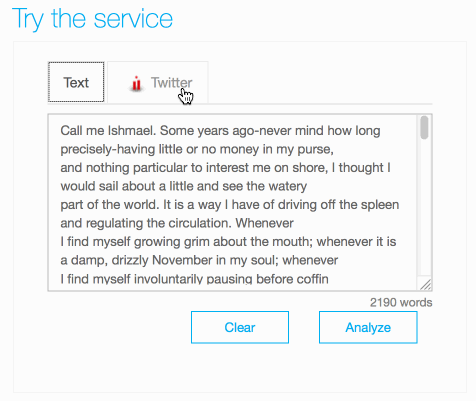 Try the service
Text
Twitter
Call me Ishmael. Some years ago-never mind how long
precisely-having little or no money in my purse,
and nothing particular to interest me on shore, I thought I
would sail about a little and see the watery
part of the world. It is a way I have of driving off the spleen
and regulating the circulation. Whenever
I find myself growing grim about the mouth; whenever it is
a damp, drizzly November in my soul; whenever
I find myself involuntarily pausing before coffin
2190 words
Clear
Analyze